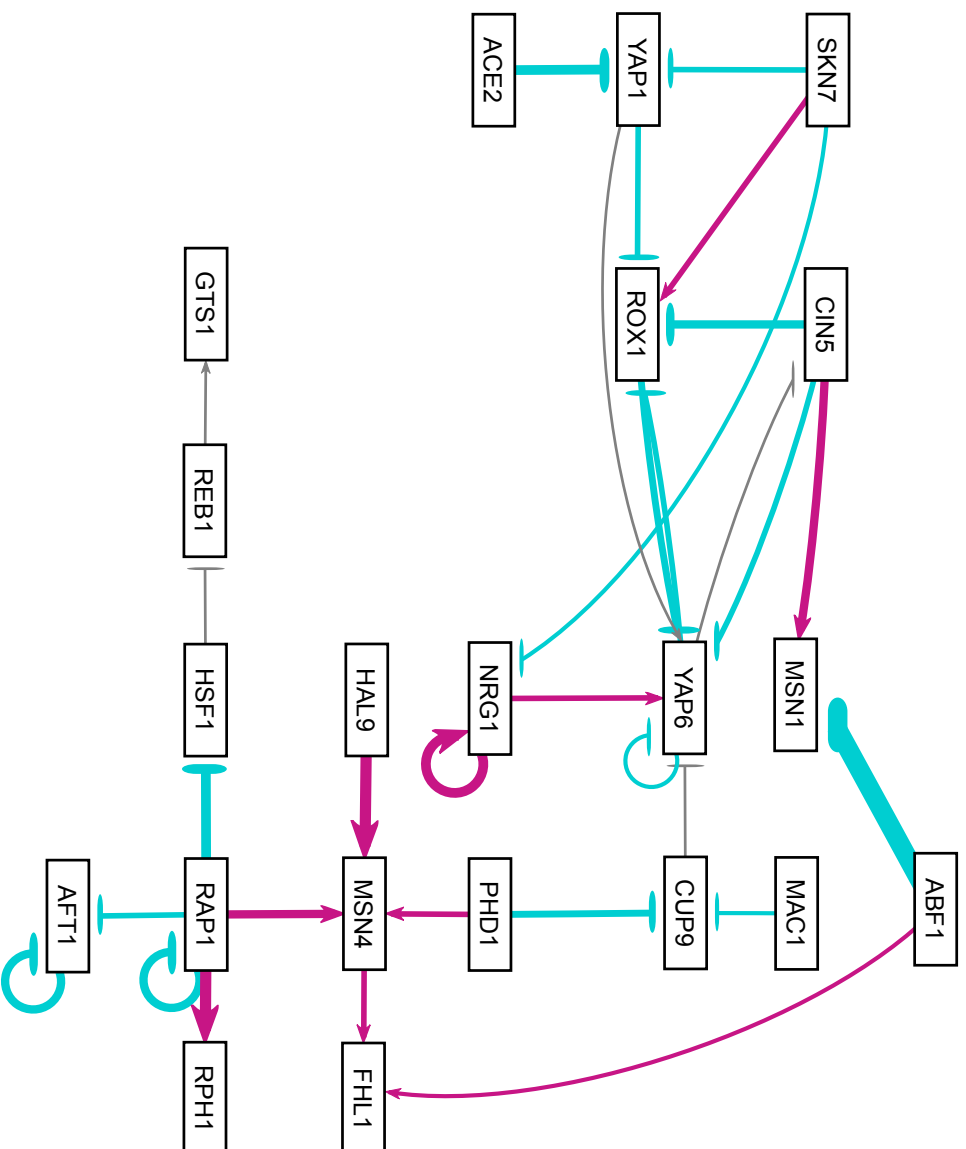 ABF1
SKN7
CIN5
MSN1
MAC1
YAP1
ROX1
YAP6
CUP9
ACE2
NRG1
PHD1
HAL9
MSN4
FHL1
GTS1
REB1
HSF1
RAP1
RPH1
AFT1